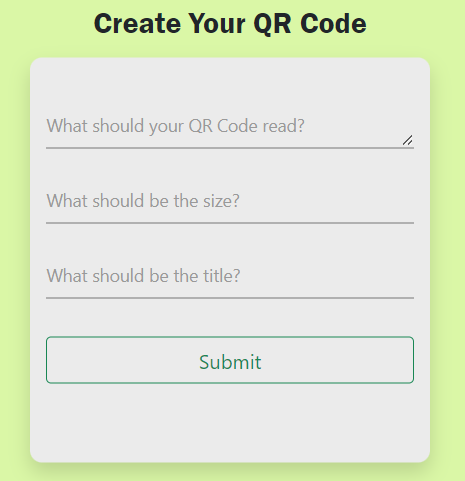 Create Your QR Code
What should your QR Code read?
What should be the size?
What should be the title?
Submit